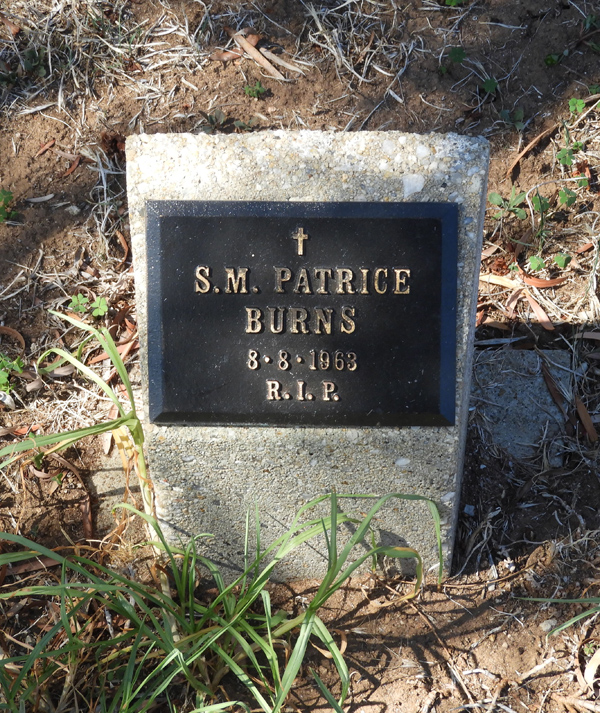 S.M. PATRICE
BURNS
8·8·1963
R.I.P.